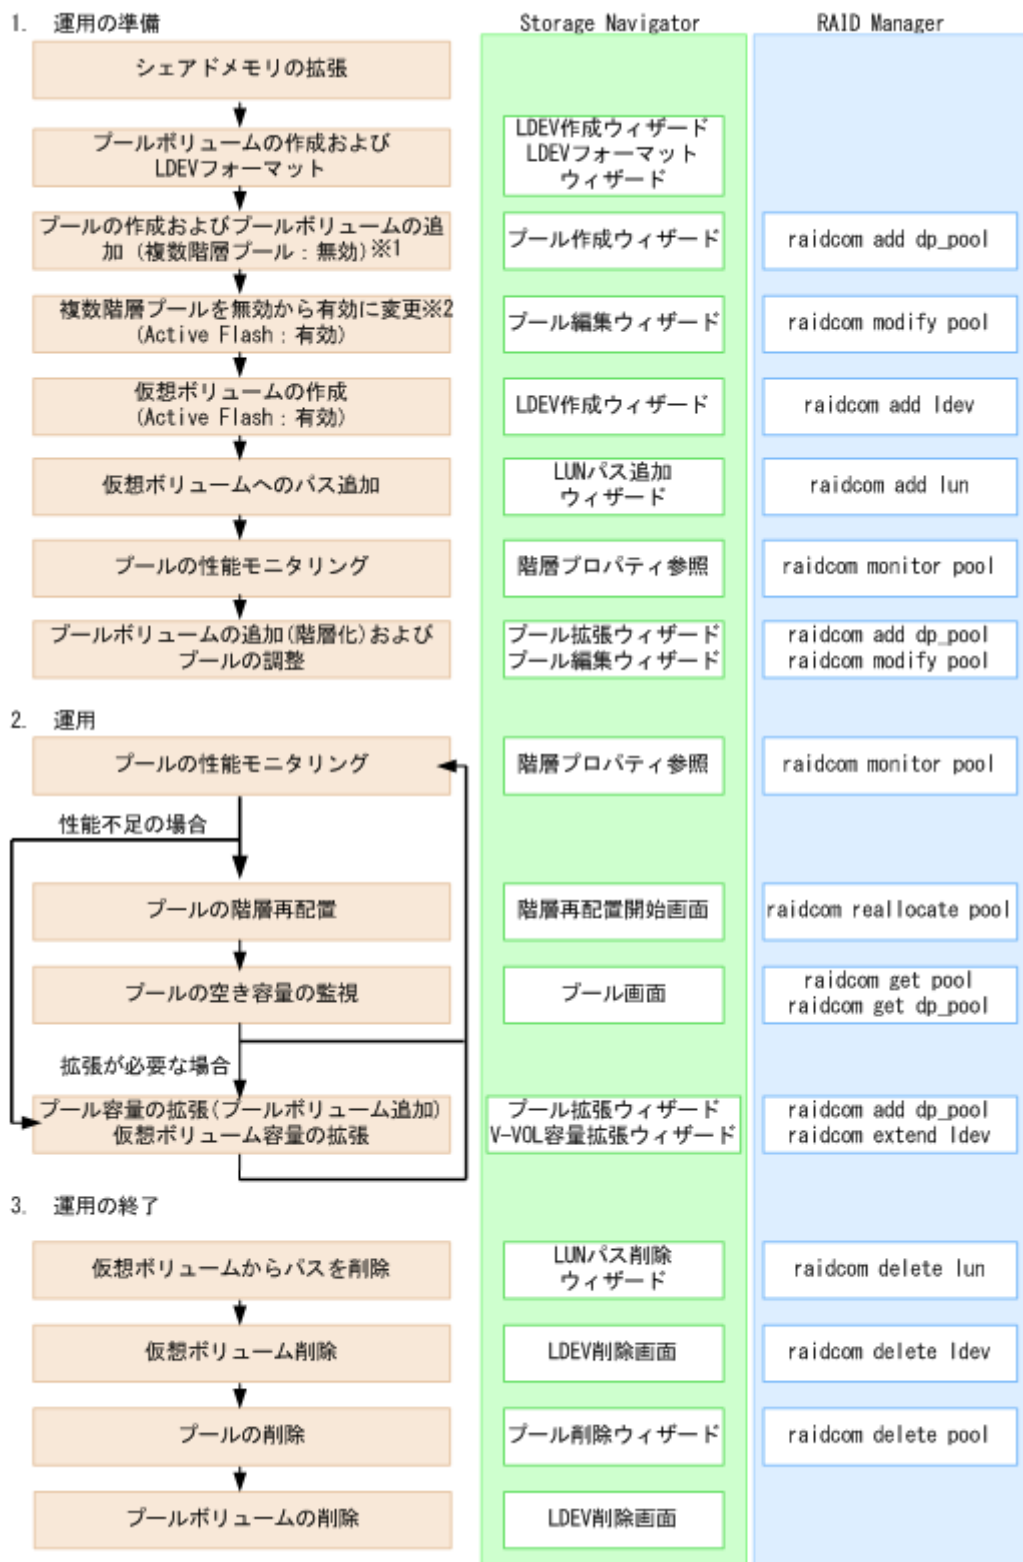 1. 運用の準備
Storage Navigator
RAID Manager
シェアドメモリの拡張
プールボリュームの作成および
LDEVフォーマット
LDEV作成ウィザード
LDEVフォーマット
ウィザード
プールの作成およびプールボリュームの追
加 (複数階層プール：無効)※1
プール作成ウィザード
raidcom add dp_pool
複数階層プールを無効から有効に変更※2
(Active Flash：有効)
プール編集ウィザード
raidcom modify pool
仮想ボリュームの作成
(Active Flash：有効)
LDEV作成ウィザード
raidcom add ldev
仮想ボリュームへのパス追加
LUNパス追加
ウィザード
raidcom add lun
プールの性能モニタリング
階層プロパティ参照
raidcom monitor pool
プールボリュームの追加(階層化)および
プールの調整
プール拡張ウィザード
プール編集ウィザード
raidcom add dp_pool
raidcom modify pool
2. 運用
プールの性能モニタリング
階層プロパティ参照
raidcom monitor pool
性能不足の場合
プールの階層再配置
階層再配置開始画面
raidcom reallocate pool
プールの空き容量の監視
プール画面
raidcom get pool
raidcom get dp_pool
拡張が必要な場合
プール容量の拡張(プールボリューム追加)
仮想ボリューム容量の拡張
プール拡張ウィザード
V-VOL容量拡張ウィザード
raidcom add dp_pool
raidcom extend ldev
3. 運用の終了
仮想ボリュームからパスを削除
LUNパス削除
ウィザード
raidcom delete lun
仮想ボリューム削除
LDEV削除画面
raidcom delete ldev
プールの削除
プール削除ウィザード
raidcom delete pool
プールボリュームの削除
LDEV削除画面